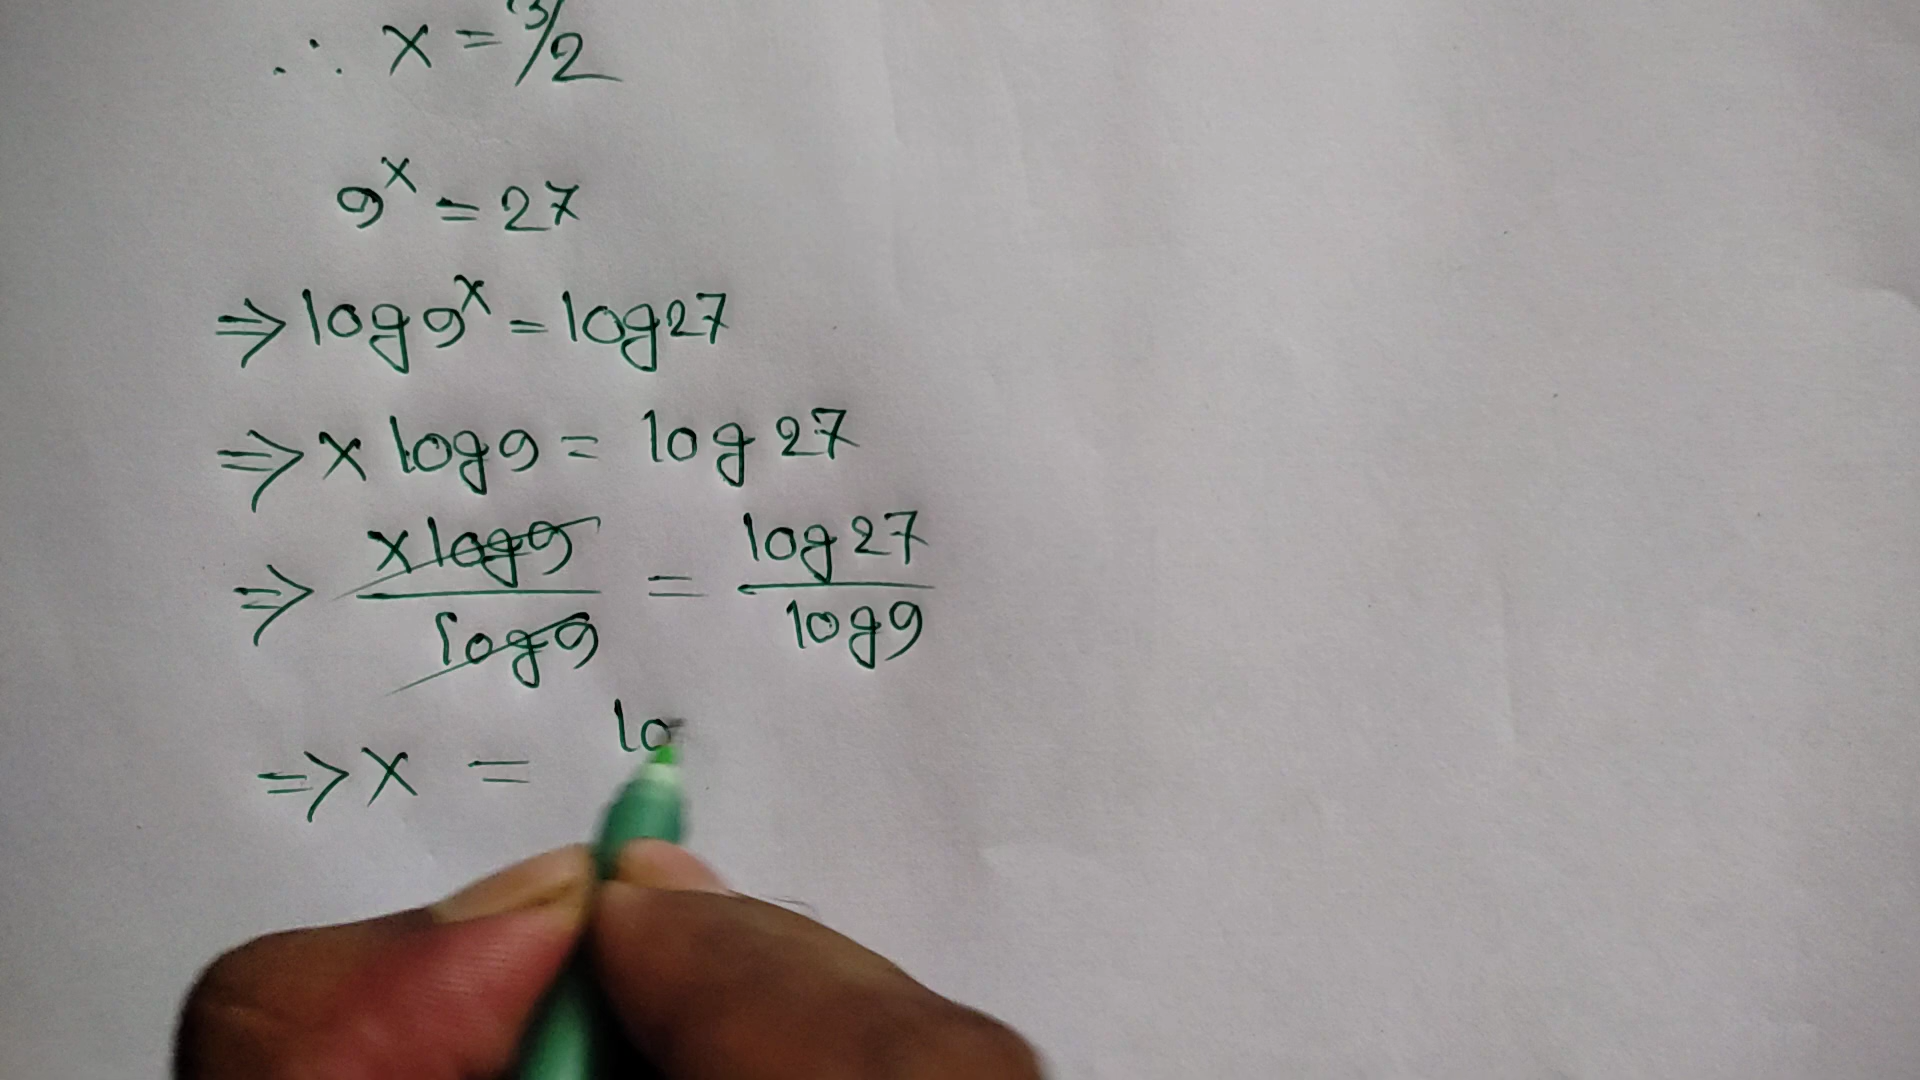 ∴ x = 3/2
9^x = 27
⇒ log 9^x = log 27
⇒ x log 9 = log 27
⇒ x log 9 / log 9 = log 27 / log 9
⇒ x = lo